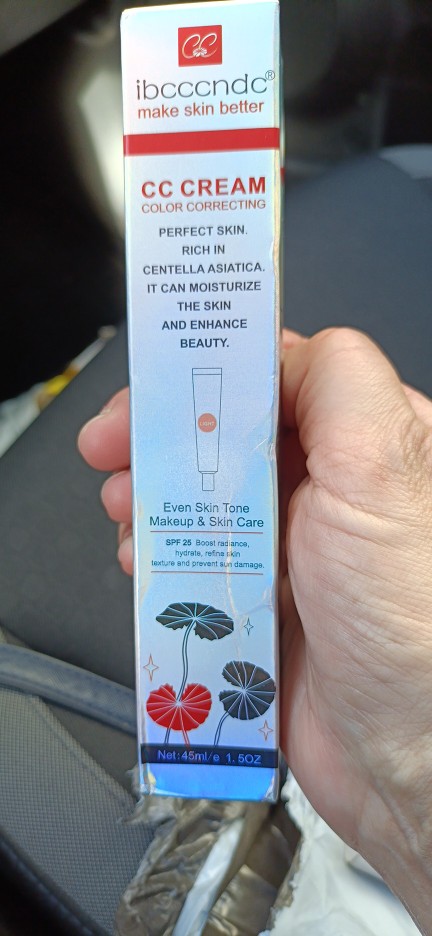 CC
ibcccndc®
make skin better
CC CREAM
COLOR CORRECTING
PERFECT SKIN.
RICH IN
CENTELLA ASIATICA.
IT CAN MOISTURIZE
THE SKIN
AND ENHANCE
BEAUTY.
LIGHT
Even Skin Tone
Makeup & Skin Care
SPF 25 Boost radiance,
hydrate, refine skin
texture and prevent sun damage.
Net:45ml/e 1.5OZ